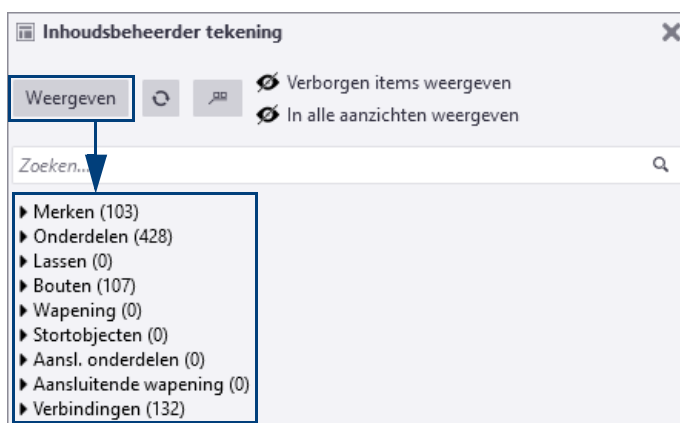 Inhoudsbeheerder tekening
Weergeven
Verborgen items weergeven
In alle aanzichten weergeven
Zoeken...
Merken (103)
Onderdelen (428)
Lassen (0)
Bouten (107)
Wapening (0)
Stortobjecten (0)
Aansl. onderdelen (0)
Aansluitende wapening (0)
Verbindingen (132)